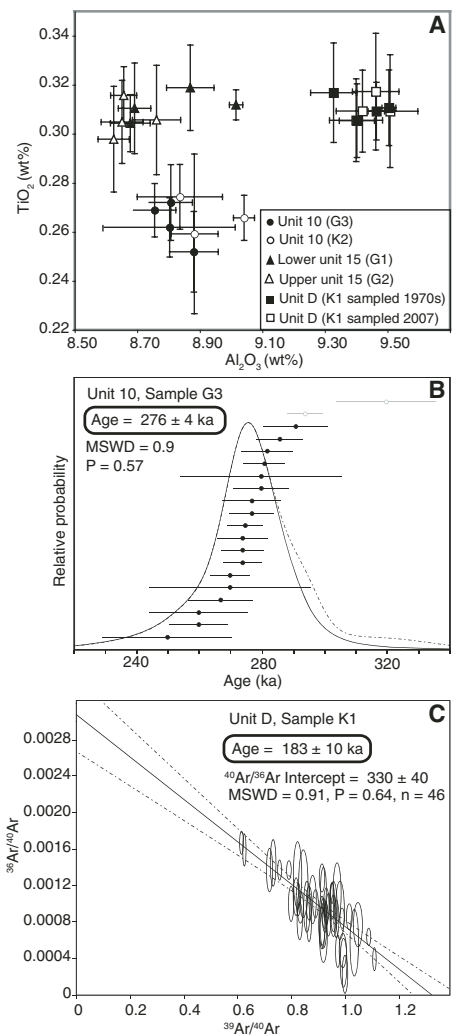 A
0.34
0.32
0.30
0.28
0.26
0.24
0.22
TiO2 (wt%)
Unit 10 (G3)
Unit 10 (K2)
Lower unit 15 (G1)
Upper unit 15 (G2)
Unit D (K1 sampled 1970s)
Unit D (K1 sampled 2007)
8.50 8.70 8.90 9.10 9.30 9.50
Al2O3 (wt%)
B
Unit 10, Sample G3
Age = 276 ± 4 ka
MSWD = 0.9
P = 0.57
Relative probability
240 280 320
Age (ka)
C
Unit D, Sample K1
Age = 183 ± 10 ka
40Ar/36Ar Intercept = 330 ± 40
MSWD = 0.91, P = 0.64, n = 46
0.0028
0.0024
0.0020
0.0016
0.0012
0.0008
0.0004
0
36Ar/40Ar
0 0.2 0.4 0.6 0.8 1.0 1.2
39Ar/40Ar